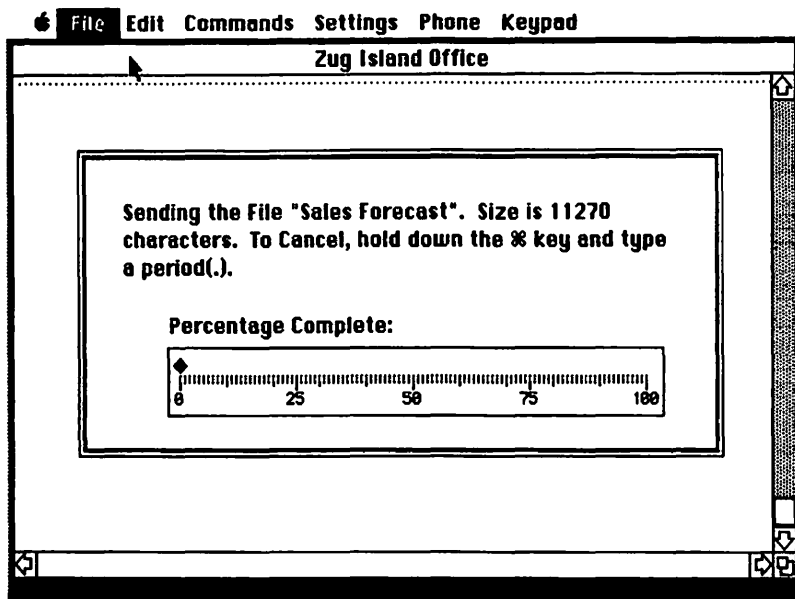 File Edit Commands Settings Phone Keypad
Zug Island Office
Sending the File "Sales Forecast". Size is 11270
characters. To Cancel, hold down the ⌘ key and type
a period(.).
Percentage Complete:
0 25 50 75 100